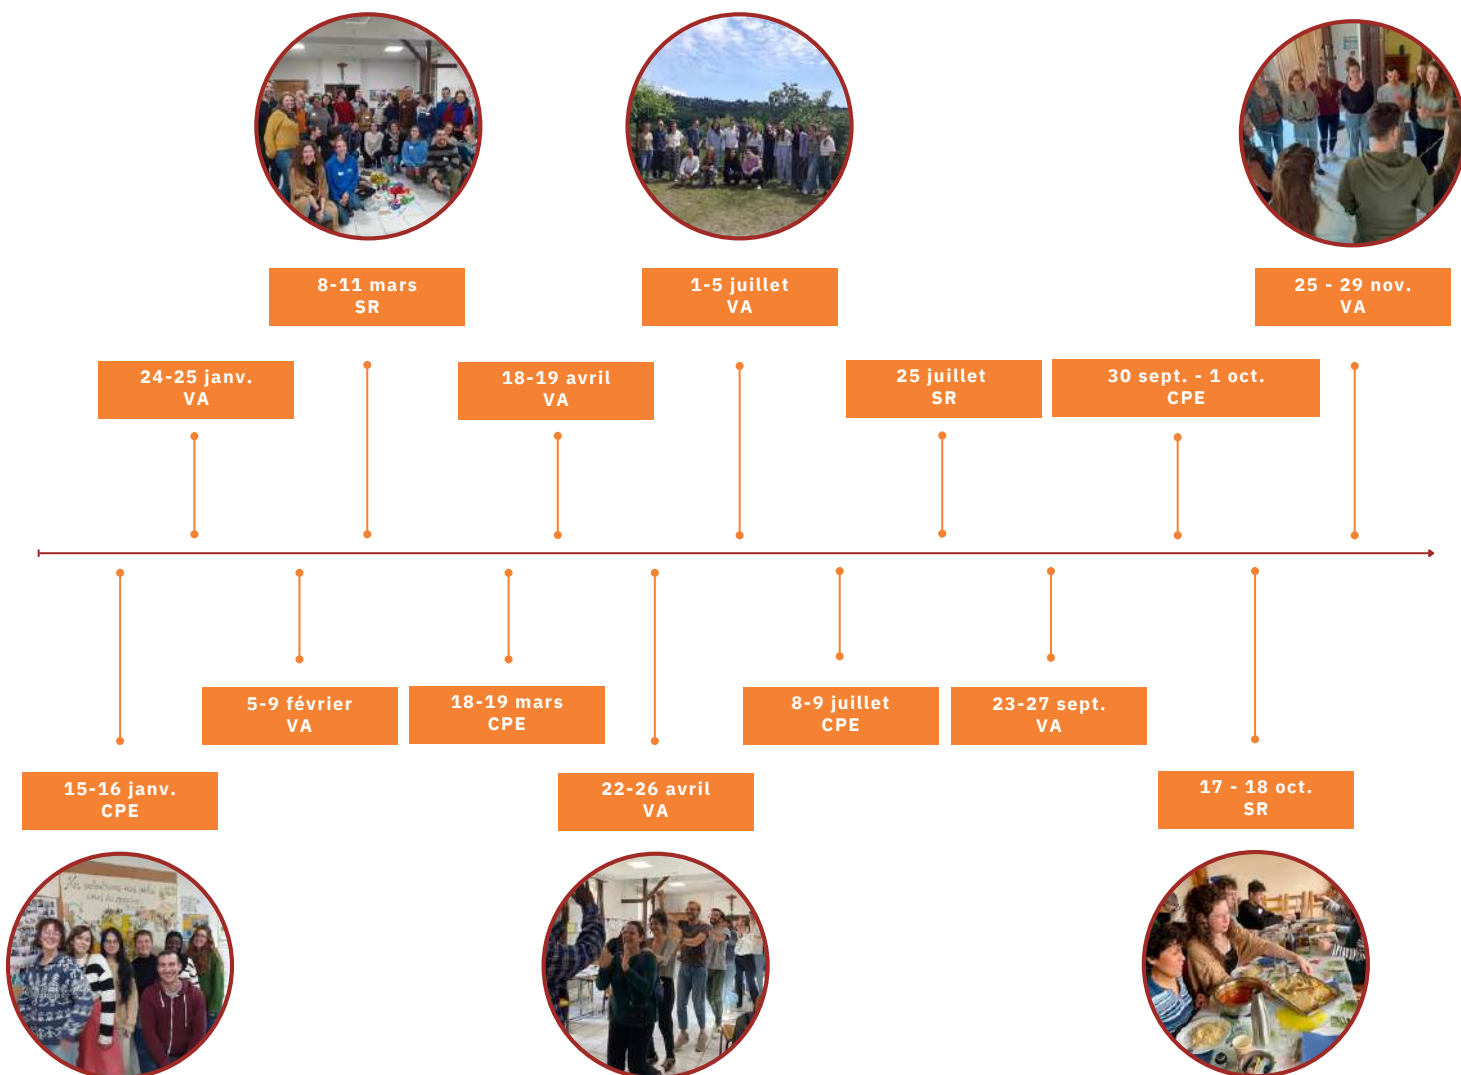 8-11 mars
SR
1-5 juillet
VA
25 - 29 nov.
VA
24-25 janv.
VA
18-19 avril
VA
25 juillet
SR
30 sept. - 1 oct.
CPE
5-9 février
VA
18-19 mars
CPE
8-9 juillet
CPE
23-27 sept.
VA
15-16 janv.
CPE
22-26 avril
VA
17 - 18 oct.
SR